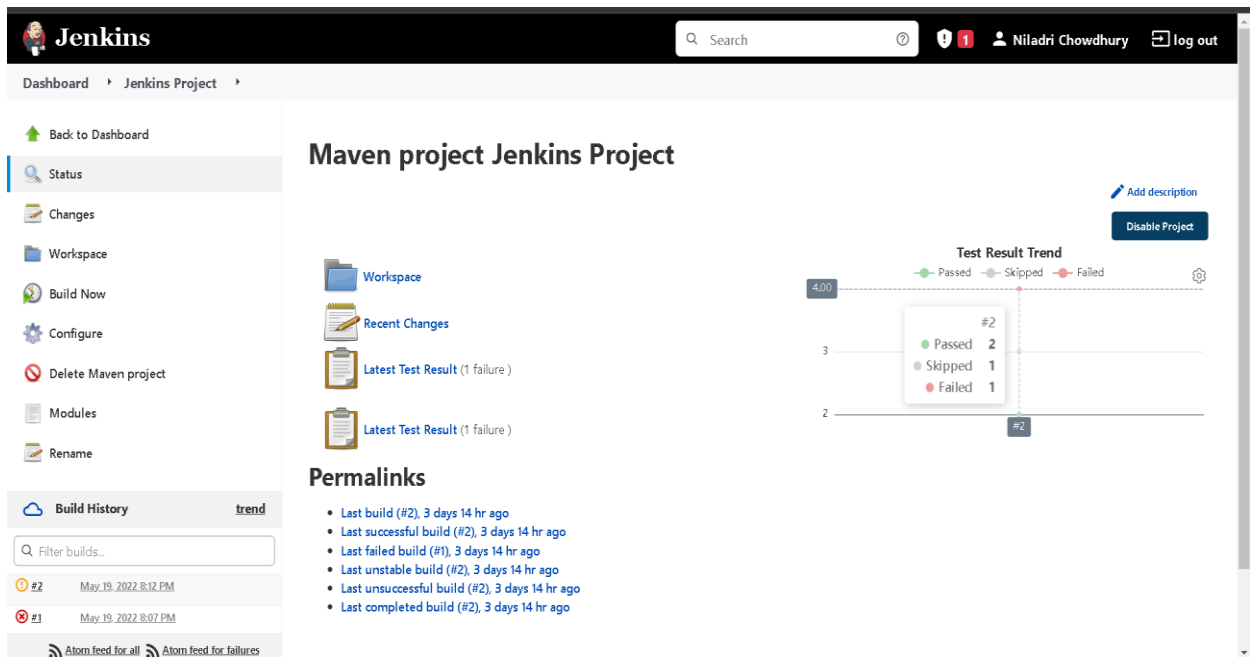 Jenkins
Search
1
Niladri Chowdhury
log out
Dashboard
Jenkins Project
Back to Dashboard
Status
Changes
Workspace
Build Now
Configure
Delete Maven project
Modules
Rename
Build History
trend
Filter builds...
#2 May 19, 2022 8:12 PM
#1 May 19, 2022 8:07 PM
Atom feed for all Atom feed for failures
Maven project Jenkins Project
Add description
Disable Project
Workspace
Recent Changes
Latest Test Result (1 failure )
Latest Test Result (1 failure )
Test Result Trend
Passed Skipped Failed
4.00
#2
Passed 2
Skipped 1
Failed 1
3
2
#2
Permalinks
Last build (#2), 3 days 14 hr ago
Last successful build (#2), 3 days 14 hr ago
Last failed build (#1), 3 days 14 hr ago
Last unstable build (#2), 3 days 14 hr ago
Last unsuccessful build (#2), 3 days 14 hr ago
Last completed build (#2), 3 days 14 hr ago